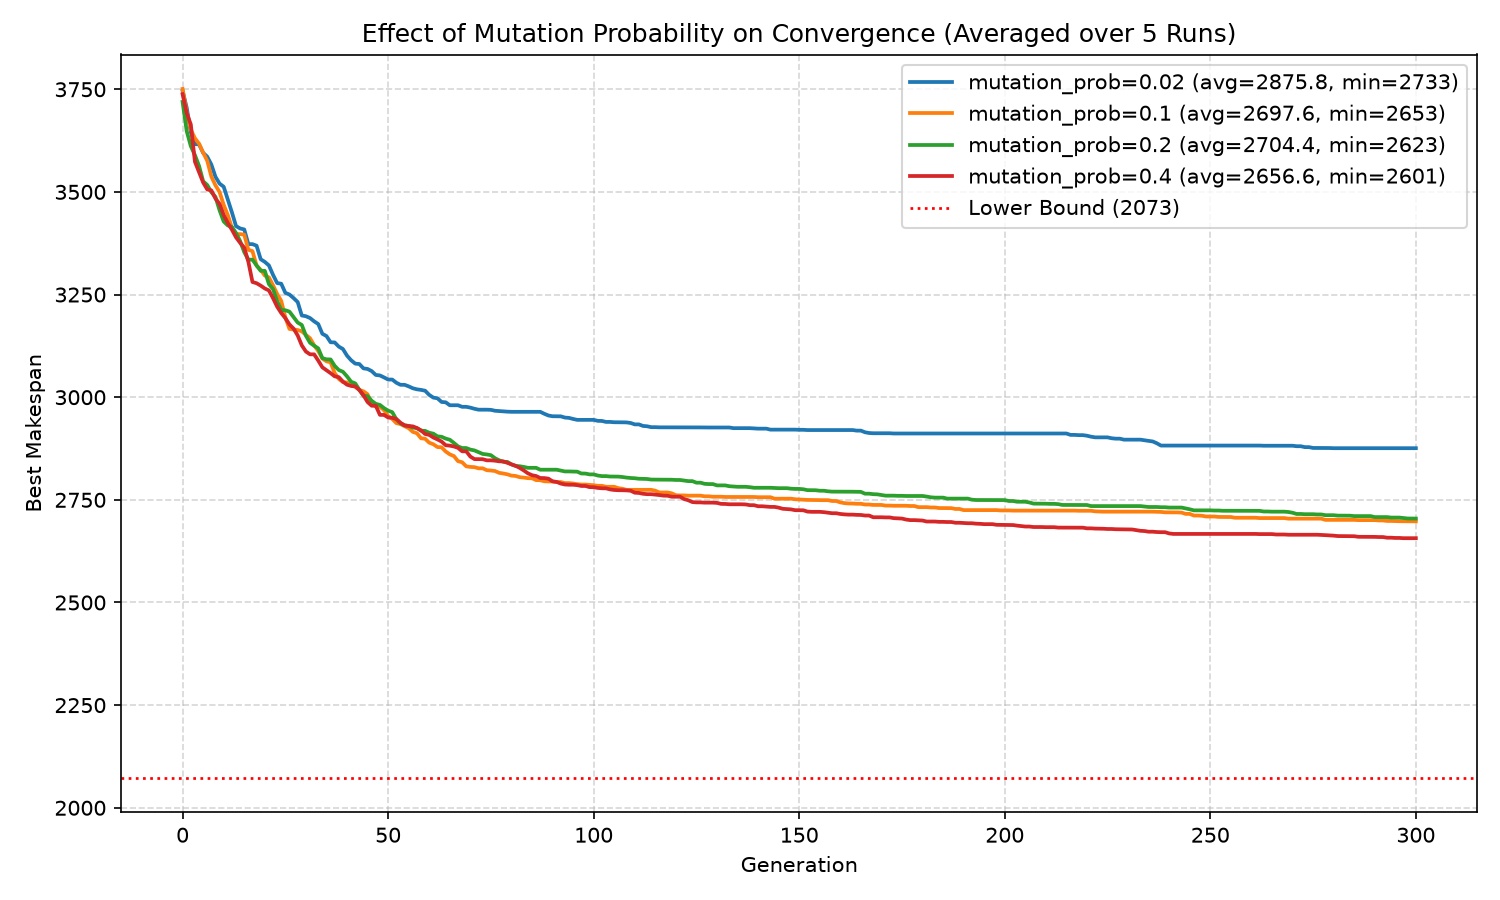 Effect of Mutation Probability on Convergence (Averaged over 5 Runs)
mutation_prob=0.02 (avg=2875.8, min=2733)
mutation_prob=0.1 (avg=2697.6, min=2653)
mutation_prob=0.2 (avg=2704.4, min=2623)
mutation_prob=0.4 (avg=2656.6, min=2601)
Lower Bound (2073)
Best Makespan
3750
3500
3250
3000
2750
2500
2250
2000
0 50 100 150 200 250 300
Generation